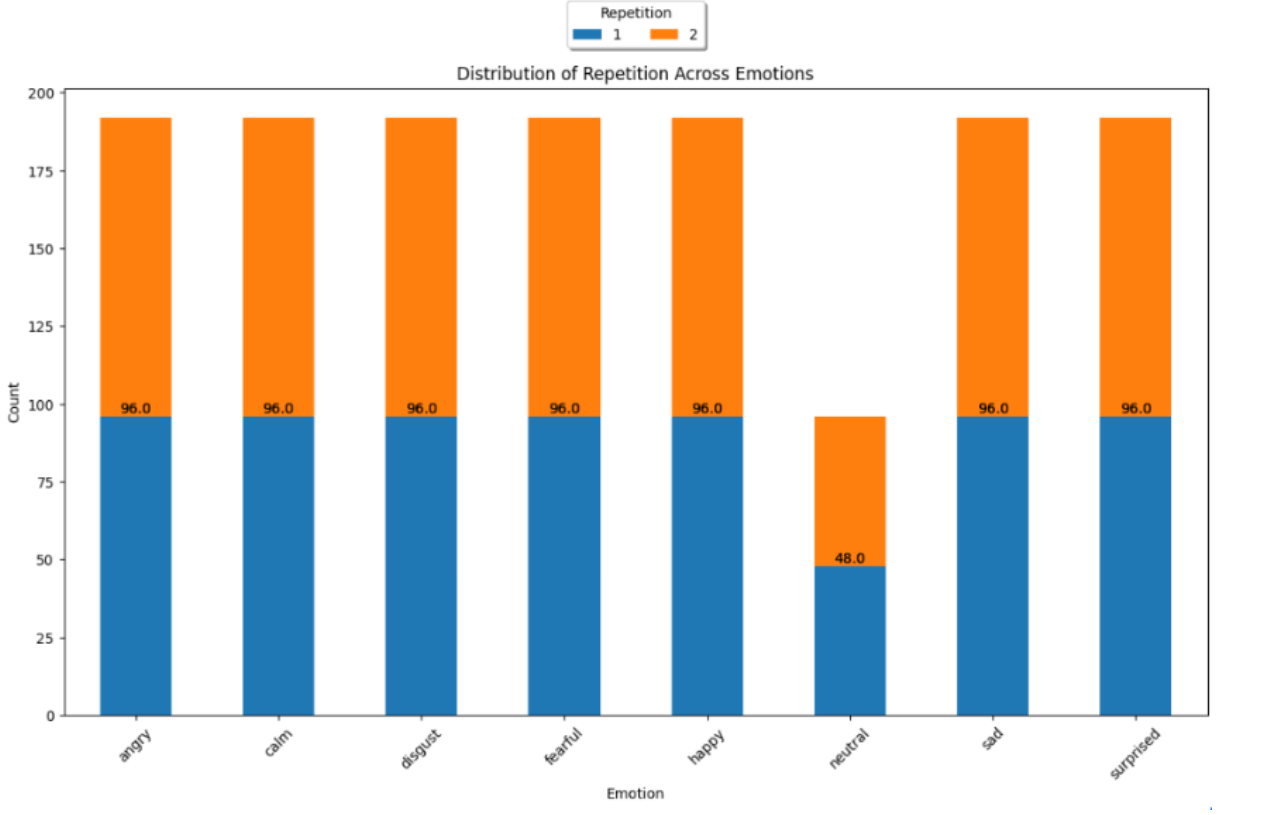 Repetition
1 2
Distribution of Repetition Across Emotions
200
175
150
125
100
75
50
25
0
Count
96.0 96.0 96.0 96.0 96.0 48.0 96.0 96.0
angry calm disgust fearful happy neutral sad surprised
Emotion